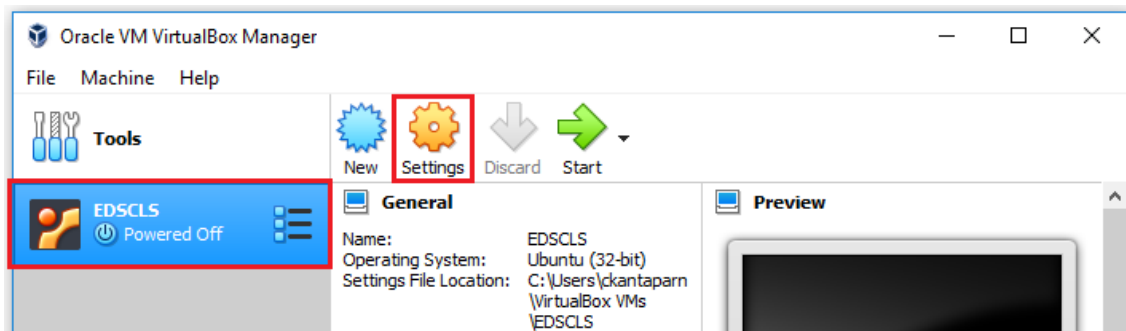 Oracle VM VirtualBox Manager
File Machine Help
Tools
New Settings Discard Start
EDSCLS
Powered Off
General
Name: EDSCLS
Operating System: Ubuntu (32-bit)
Settings File Location: C:\Users\ckantaparn
\VirtualBox VMs
\EDSCLS
Preview